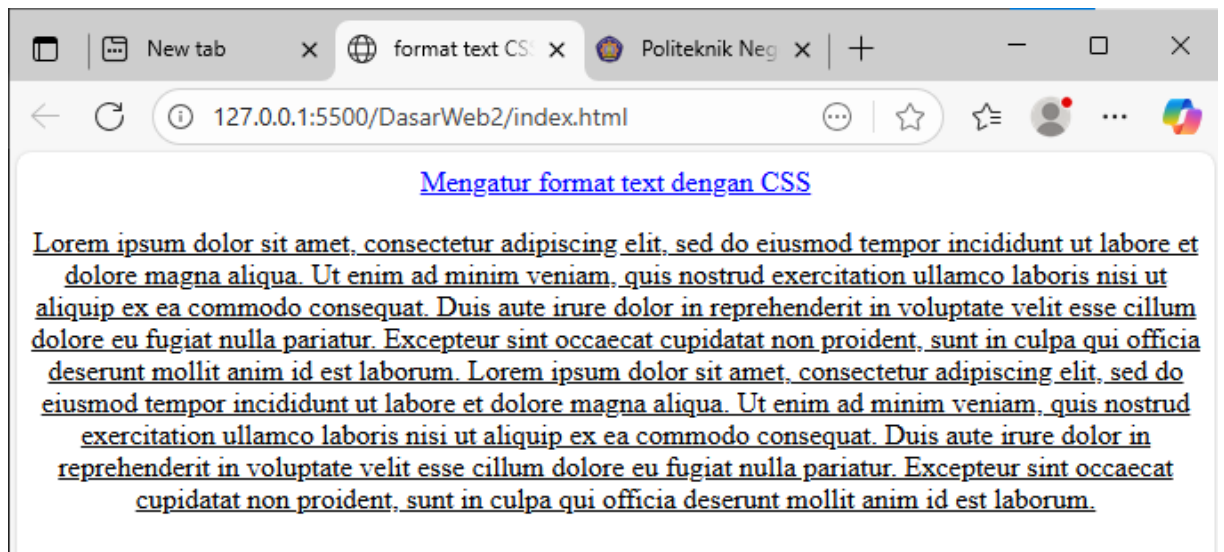 New tab
format text CS
Politeknik Neg
127.0.0.1:5500/DasarWeb2/index.html
Mengatur format text dengan CSS
Lorem ipsum dolor sit amet, consectetur adipiscing elit, sed do eiusmod tempor incididunt ut labore et
dolore magna aliqua. Ut enim ad minim veniam, quis nostrud exercitation ullamco laboris nisi ut
aliquip ex ea commodo consequat. Duis aute irure dolor in reprehenderit in voluptate velit esse cillum
dolore eu fugiat nulla pariatur. Excepteur sint occaecat cupidatat non proident, sunt in culpa qui officia
deserunt mollit anim id est laborum. Lorem ipsum dolor sit amet, consectetur adipiscing elit, sed do
eiusmod tempor incididunt ut labore et dolore magna aliqua. Ut enim ad minim veniam, quis nostrud
exercitation ullamco laboris nisi ut aliquip ex ea commodo consequat. Duis aute irure dolor in
reprehenderit in voluptate velit esse cillum dolore eu fugiat nulla pariatur. Excepteur sint occaecat
cupidatat non proident, sunt in culpa qui officia deserunt mollit anim id est laborum.